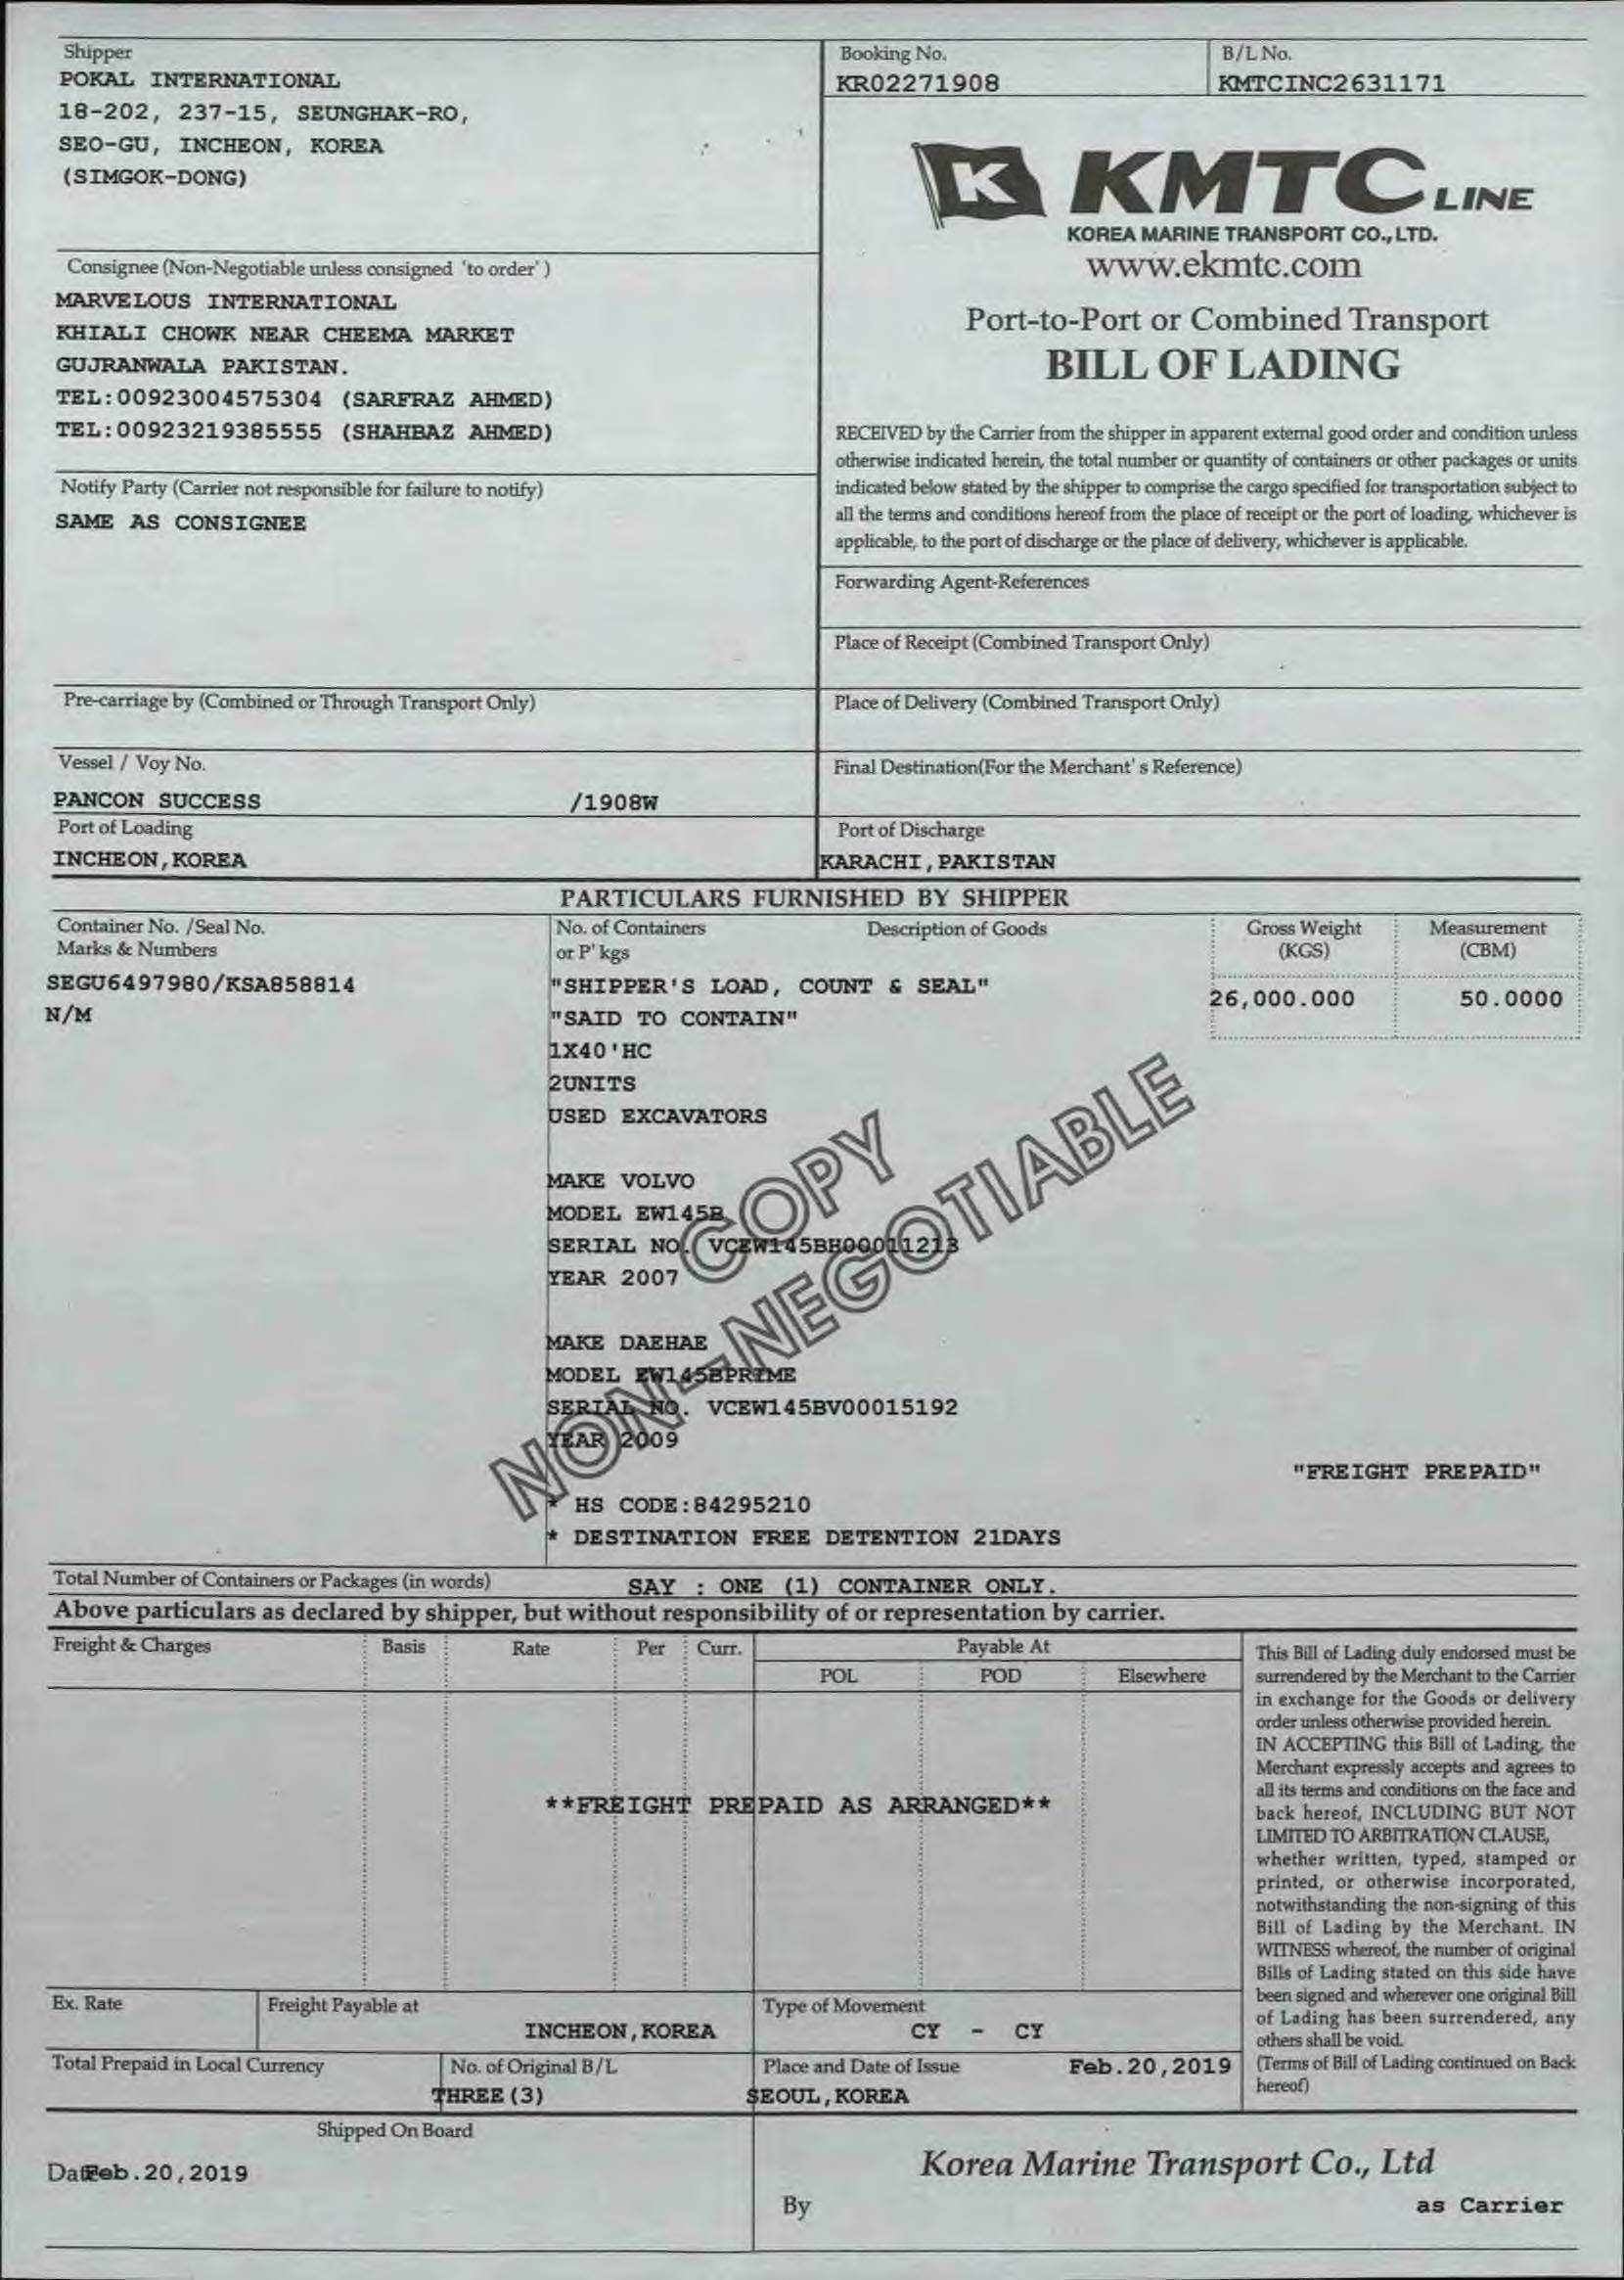 Shipper
POKAL INTERNATIONAL
18-202, 237-15, SEUNGHAK-RO,
SEO-GU, INCHEON, KOREA
(SIMGOK-DONG)
Booking No.
KR02271908
B/L No.
KMTCINC2631171
K KMTC LINE
KOREA MARINE TRANSPORT CO., LTD.
www.ekmtc.com
Port-to-Port or Combined Transport
BILL OF LADING
Consignee (Non-Negotiable unless consigned 'to order' )
MARVELOUS INTERNATIONAL
KHIALI CHOWK NEAR CHEEMA MARKET
GUJRANWALA PAKISTAN.
TEL:00923004575304 (SARFRAZ AHMED)
TEL:00923219385555 (SHAHBAZ AHMED)
RECEIVED by the Carrier from the shipper in apparent external good order and condition unless
otherwise indicated herein, the total number or quantity of containers or other packages or units
indicated below stated by the shipper to comprise the cargo specified for transportation subject to
all the terms and conditions hereof from the place of receipt or the port of loading, whichever is
applicable, to the port of discharge or the place of delivery, whichever is applicable.
Notify Party (Carrier not responsible for failure to notify)
SAME AS CONSIGNEE
Forwarding Agent-References
Place of Receipt (Combined Transport Only)
Pre-carriage by (Combined or Through Transport Only)
Place of Delivery (Combined Transport Only)
Vessel / Voy No.
PANCON SUCCESS /1908W
Final Destination(For the Merchant' s Reference)
Port of Loading
INCHEON,KOREA
Port of Discharge
KARACHI,PAKISTAN
PARTICULARS FURNISHED BY SHIPPER
Container No. /Seal No.
Marks & Numbers
No. of Containers
or P' kgs
Description of Goods
Gross Weight
(KGS)
Measurement
(CBM)
SEGU6497980/KSA858814
N/M
"SHIPPER'S LOAD, COUNT & SEAL"
"SAID TO CONTAIN"
1X40'HC
2UNITS
USED EXCAVATORS
26,000.000
50.0000
MAKE VOLVO
MODEL EW145B
SERIAL NO. VCEW145BH00011213
YEAR 2007
MAKE DAEHAE
MODEL EW145BPRIME
SERIAL NO. VCEW145BV00015192
YEAR 2009
COPY
NON-NEGOTIABLE
"FREIGHT PREPAID"
* HS CODE:84295210
* DESTINATION FREE DETENTION 21DAYS
Total Number of Containers or Packages (in words)
SAY : ONE (1) CONTAINER ONLY.
Above particulars as declared by shipper, but without responsibility of or representation by carrier.
Freight & Charges Basis Rate Per Curr. Payable At
POL POD Elsewhere
**FREIGHT PREPAID AS ARRANGED**
This Bill of Lading duly endorsed must be
surrendered by the Merchant to the Carrier
in exchange for the Goods or delivery
order unless otherwise provided herein.
IN ACCEPTING this Bill of Lading, the
Merchant expressly accepts and agrees to
all its terms and conditions on the face and
back hereof, INCLUDING BUT NOT
LIMITED TO ARBITRATION CLAUSE,
whether written, typed, stamped or
printed, or otherwise incorporated,
notwithstanding the non-signing of this
Bill of Lading by the Merchant. IN
WITNESS whereof, the number of original
Bills of Lading stated on this side have
been signed and wherever one original Bill
of Lading has been surrendered, any
others shall be void.
(Terms of Bill of Lading continued on Back
hereof)
Ex. Rate
Freight Payable at
INCHEON,KOREA
Type of Movement
CY - CY
Total Prepaid in Local Currency
No. of Original B/L
THREE(3)
Place and Date of Issue
Feb.20,2019
SEOUL,KOREA
Shipped On Board
Date Feb.20,2019
Korea Marine Transport Co., Ltd
By
as Carrier